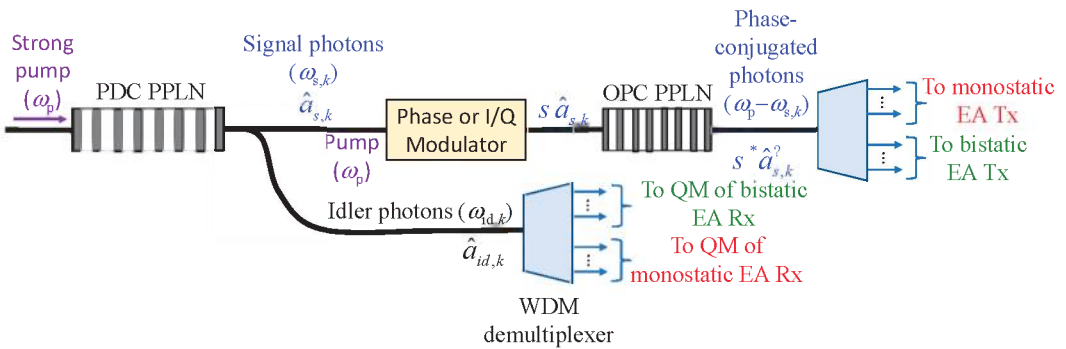 Strong
pump
(ωp)
PDC PPLN
Signal photons
(ωs,k)
âs,k
Pump
(ωp)
Phase or I/Q
Modulator
s âs,k
OPC PPLN
Phase-
conjugated
photons
(ωp−ωs,k)
s * â?s,k
To monostatic
EA Tx
To bistatic
EA Tx
Idler photons (ωid,k)
âid,k
WDM
demultiplexer
To QM of bistatic
EA Rx
To QM of
monostatic EA Rx